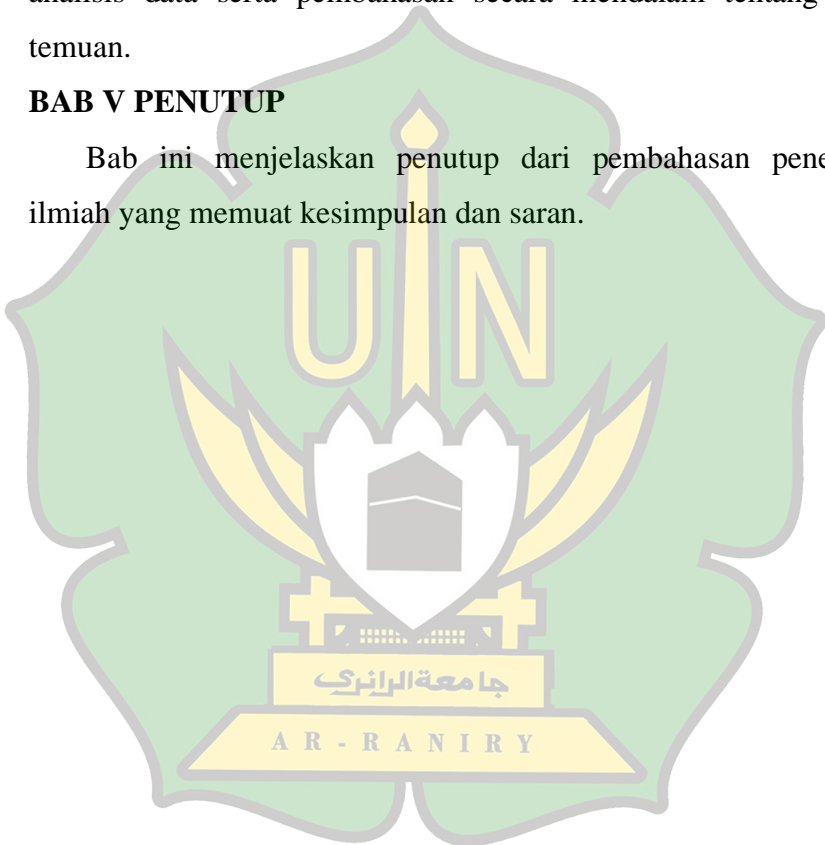 analisis data serta pembahasan secara mendalam tentang
temuan.
BAB V PENUTUP
Bab ini menjelaskan penutup dari pembahasan pene
ilmiah yang memuat kesimpulan dan saran.
UIN
جامعة الرانري
AR-RANIRY